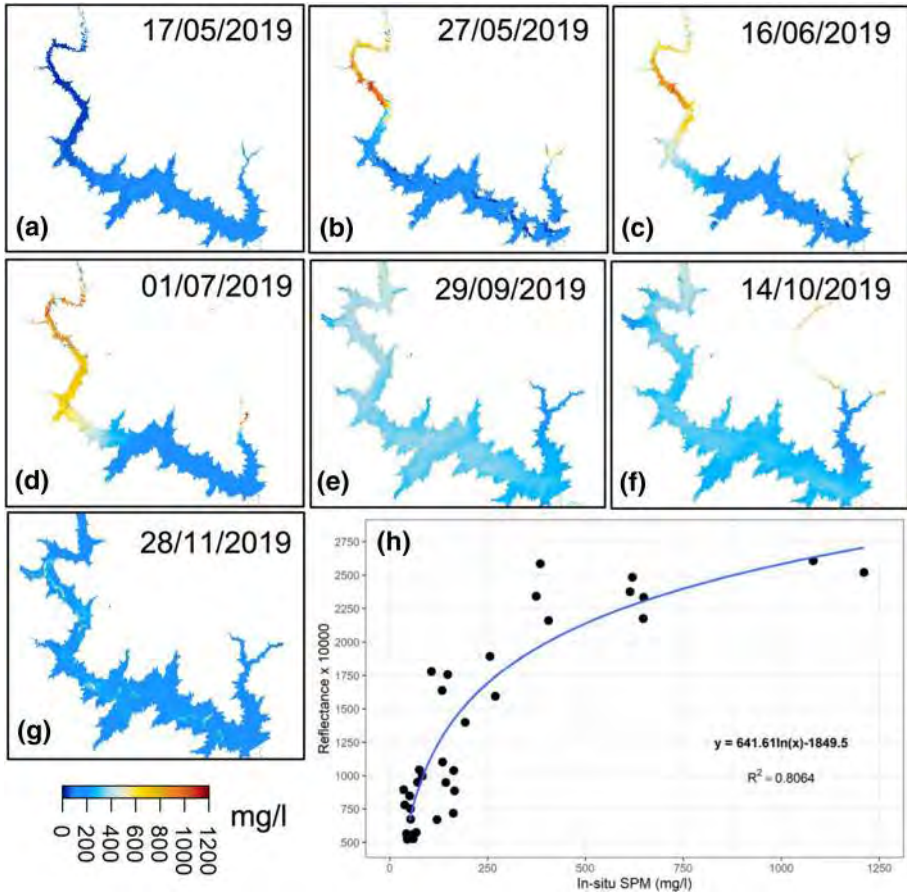 17/05/2019
(a)
27/05/2019
(b)
16/06/2019
(c)
01/07/2019
(d)
29/09/2019
(e)
14/10/2019
(f)
28/11/2019
(g)
0 200 400 600 800 1000 1200
mg/l
(h)
2750
2500
2250
2000
1750
1500
1250
1000
750
500
Reflectance x 10000
y = 641.61ln(x)-1849.5
R² = 0.8064
0 250 500 750 1000 1250
In-situ SPM (mg/l)